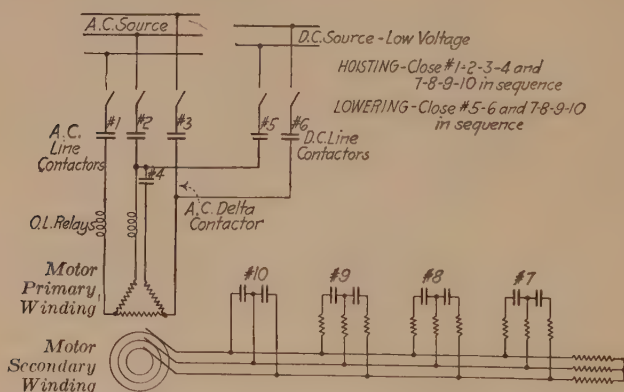 A.C. Source
D.C. Source - Low Voltage
HOISTING - Close #1-2-3-4 and
7-8-9-10 in sequence
LOWERING - Close #5-6 and 7-8-9-10
in sequence
#1
#2
#3
#5
#6
A.C.
Line
Contactors
D.C. Line
Contactors
#4
A.C. Delta
Contactor
O.L. Relays
Motor
Primary
Winding
#10
#9
#8
#7
Motor
Secondary
Winding